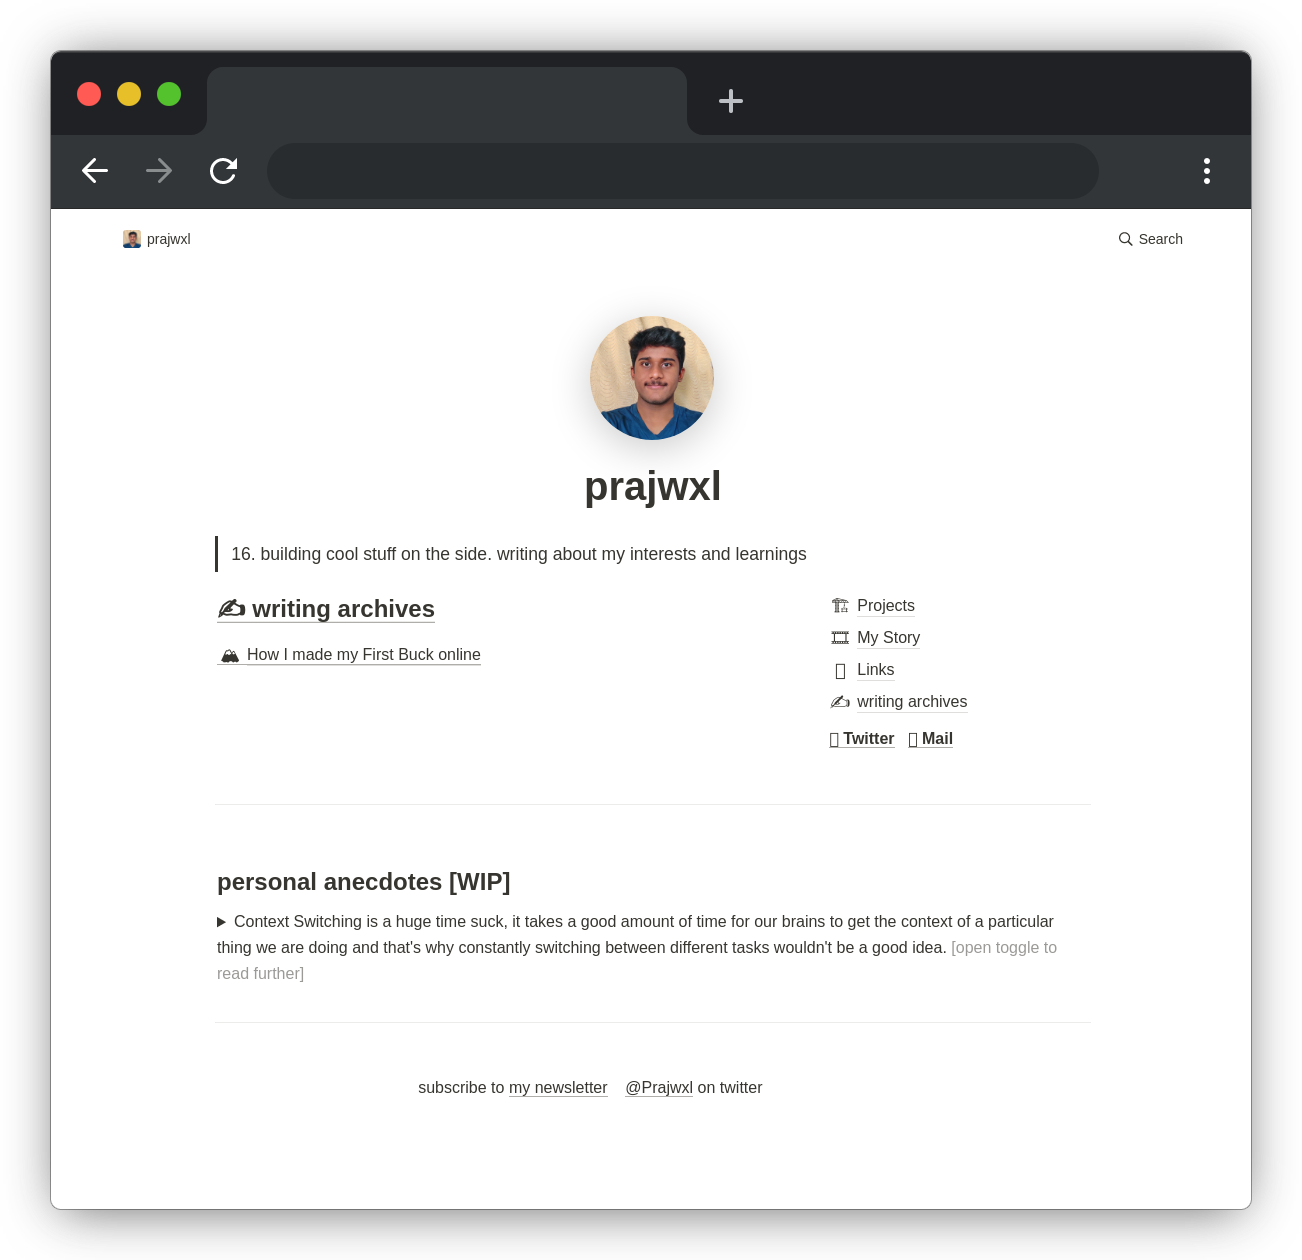 prajwxl
Search
prajwxl
16. building cool stuff on the side. writing about my interests and learnings
✍ writing archives
🏔 How I made my First Buck online
🏗 Projects
🎞 My Story
Links
✍ writing archives
Twitter Mail
personal anecdotes [WIP]
Context Switching is a huge time suck, it takes a good amount of time for our brains to get the context of a particular
thing we are doing and that's why constantly switching between different tasks wouldn't be a good idea. [open toggle to
read further]
subscribe to my newsletter @Prajwxl on twitter